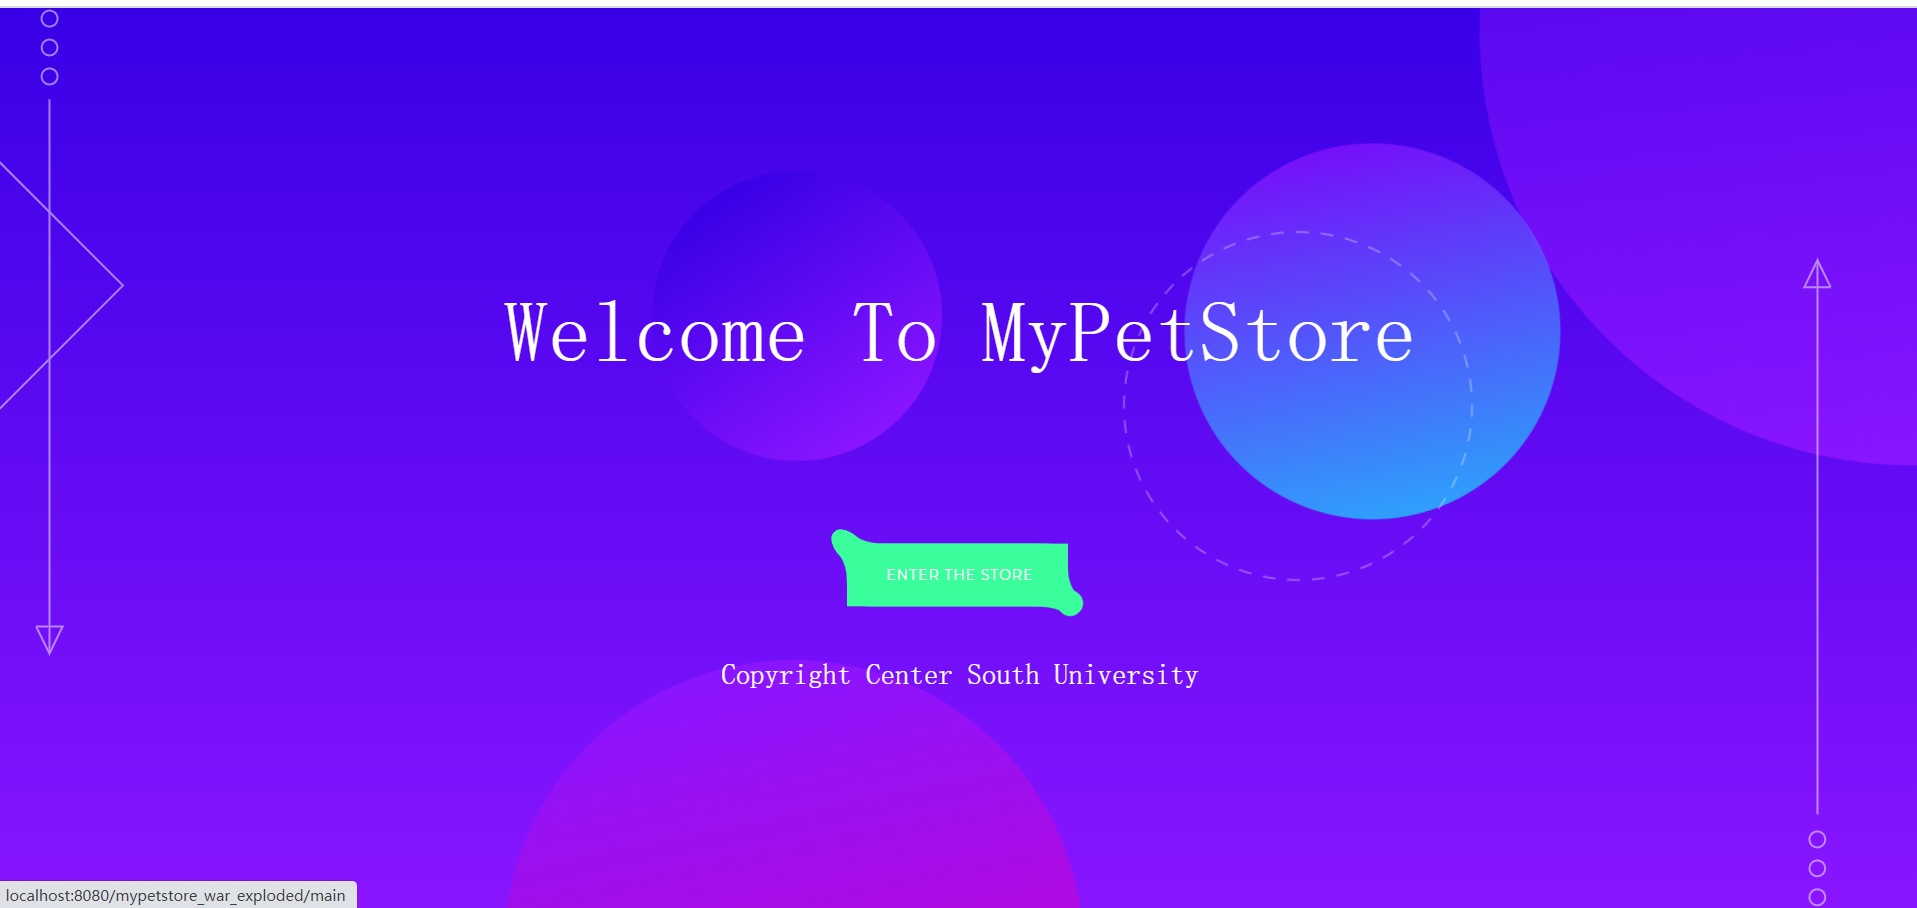 Welcome To MyPetStore
ENTER THE STORE
Copyright Center South University
localhost:8080/mypetstore_war_exploded/main